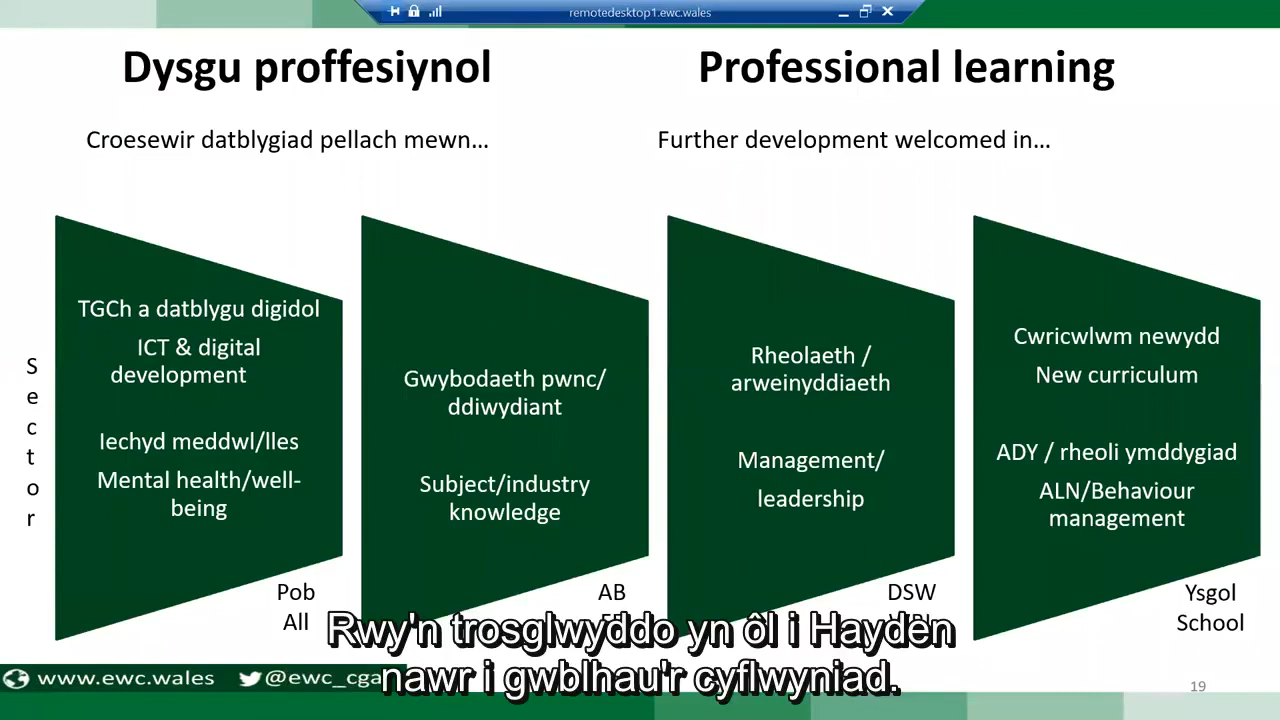 remotedesktop1.ewc.wales
Dysgu proffesiynol
Professional learning
Croesewir datblygiad pellach mewn…
Further development welcomed in…
Sector
TGCh a datblygu digidol
ICT & digital
development
Iechyd meddwl/lles
Mental health/well-
being
Pob
All
Gwybodaeth pwnc/
ddiwydiant
Subject/industry
knowledge
AB
Rheolaeth /
arweinyddiaeth
Management/
leadership
DSW
Cwricwlwm newydd
New curriculum
ADY / rheoli ymddygiad
ALN/Behaviour
management
Ysgol
School
Rwy'n trosglwyddo yn ôl i Hayden
nawr i gwblhau'r cyflwyniad.
www.ewc.wales
@ewc_cga
19